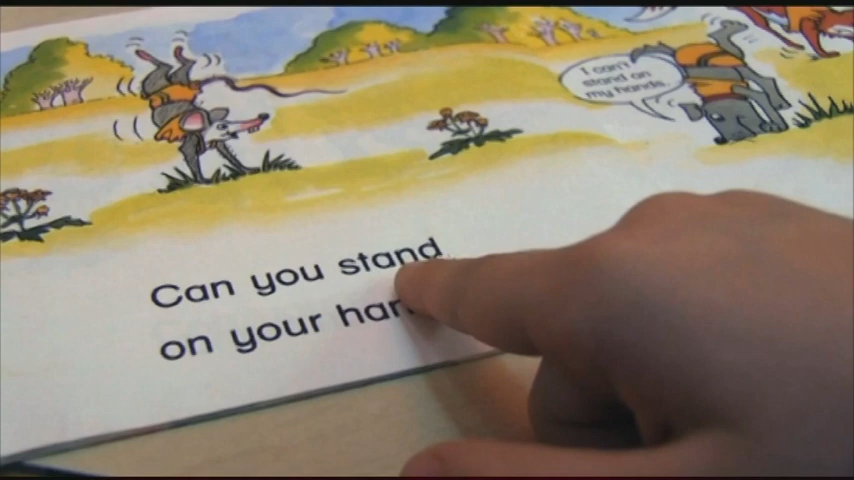 I can't
stand on
my hands.
Can you stand
on your